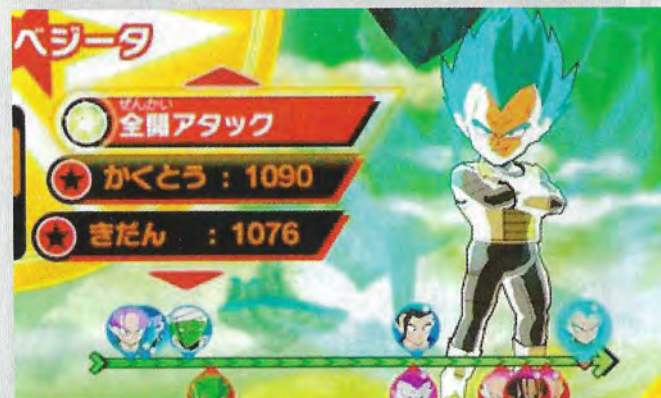 ベジータ
ぜんかい
全開アタック
かくとう : 1090
きだん : 1076